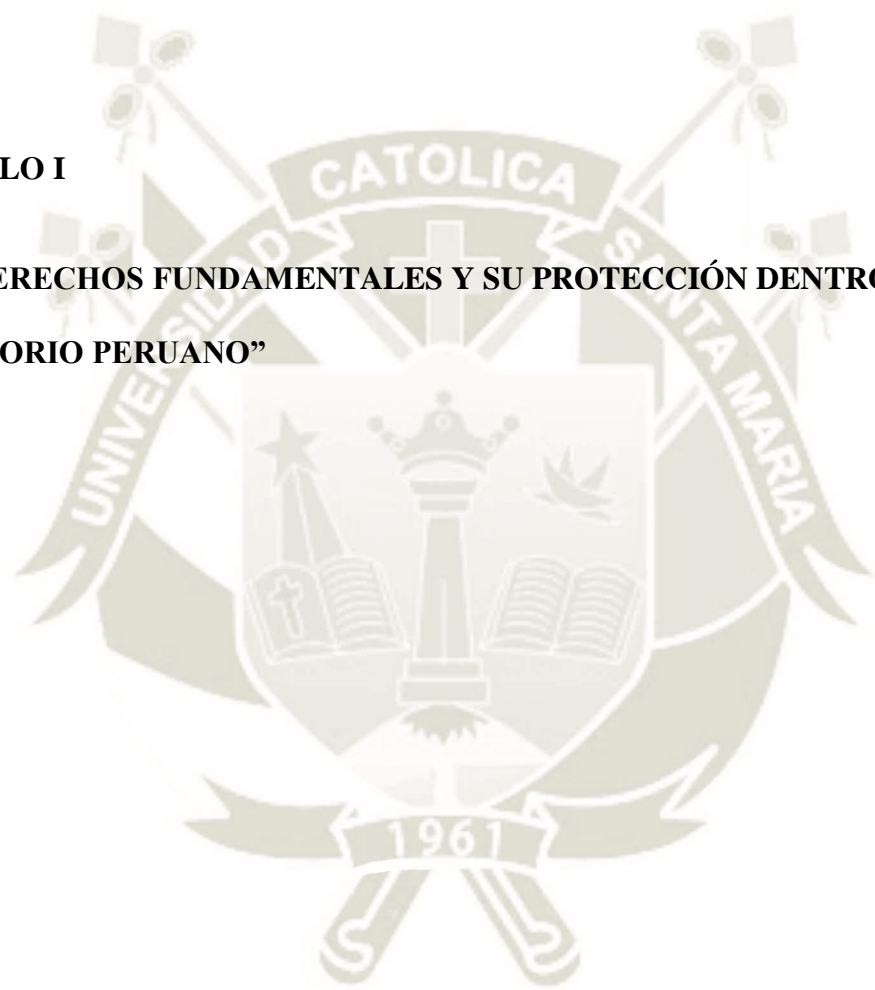 LO I
ERECHOS FUNDAMENTALES Y SU PROTECCIÓN DENTRO
ORIO PERUANO”
UNIVERSIDAD CATOLICA SANTA MARIA
1961